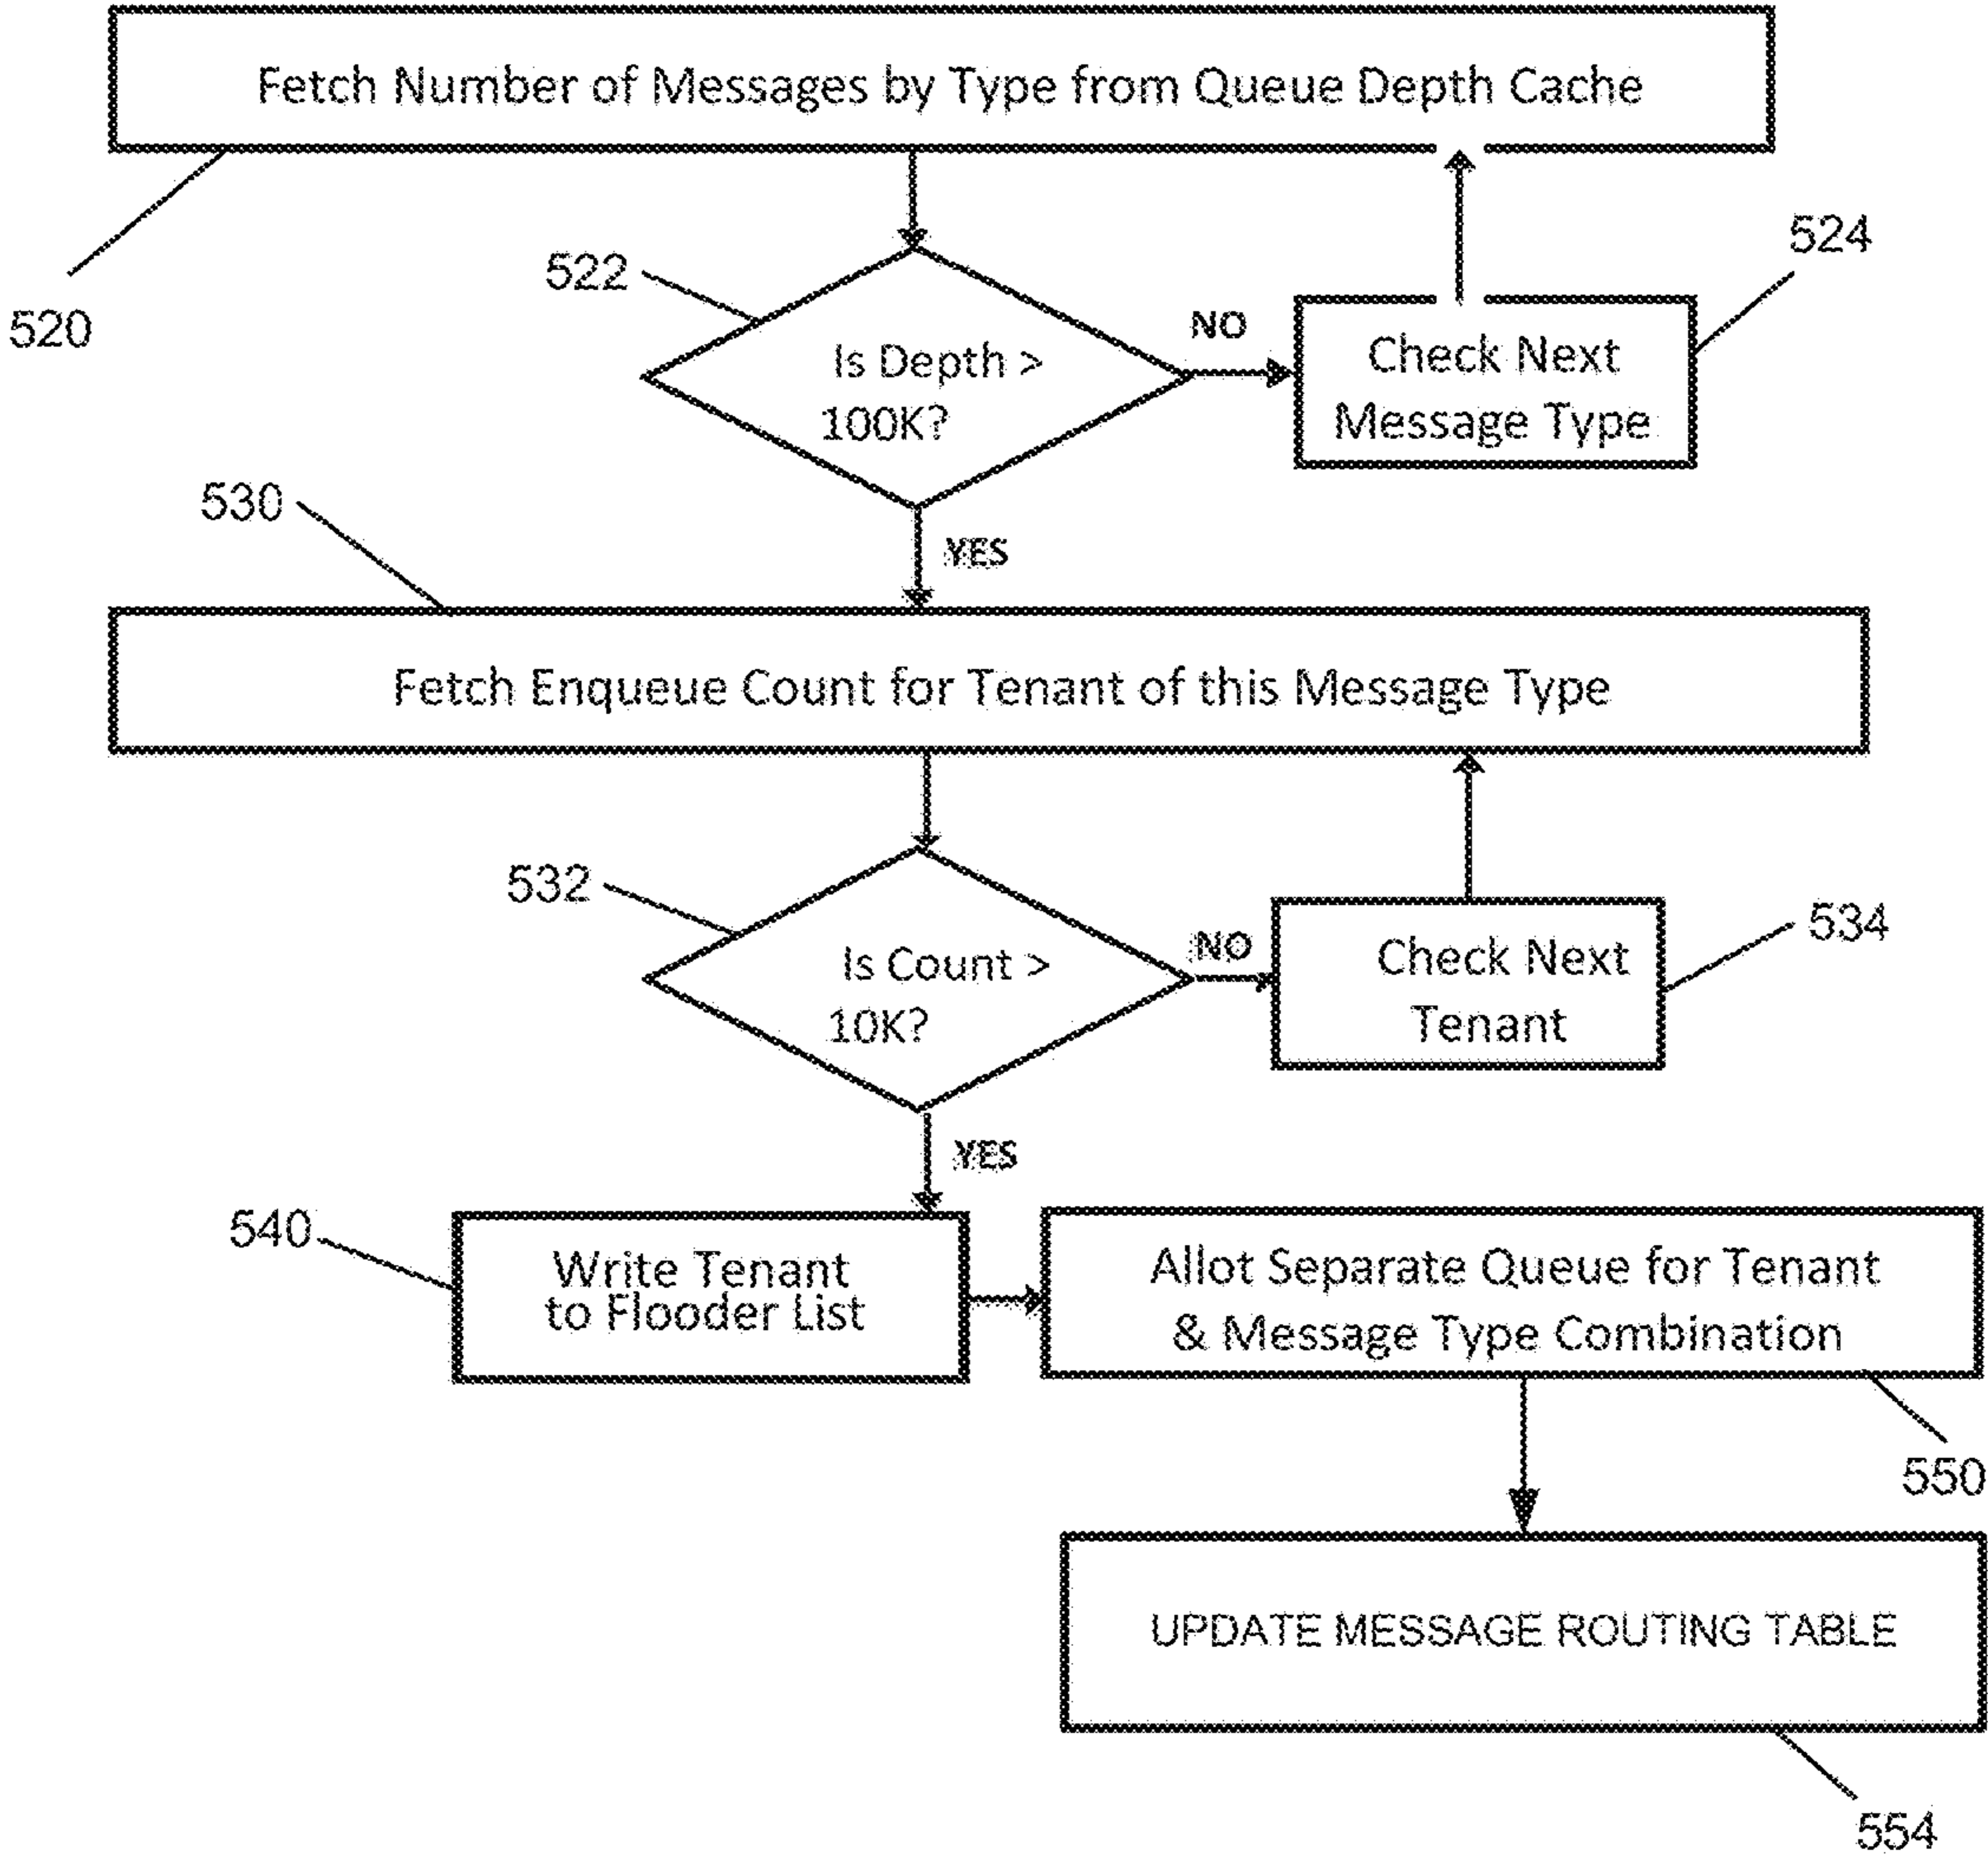 Fetch Number of Messages by Type from Queue Depth Cache
520
522
524
Is Depth >
100K?
NO
Check Next
Message Type
YES
530
Fetch Enqueue Count for Tenant of this Message Type
532
Is Count >
10K?
NO
Check Next
Tenant
534
YES
540
Write Tenant
to Flooder List
Allot Separate Queue for Tenant
& Message Type Combination
550
UPDATE MESSAGE ROUTING TABLE
554